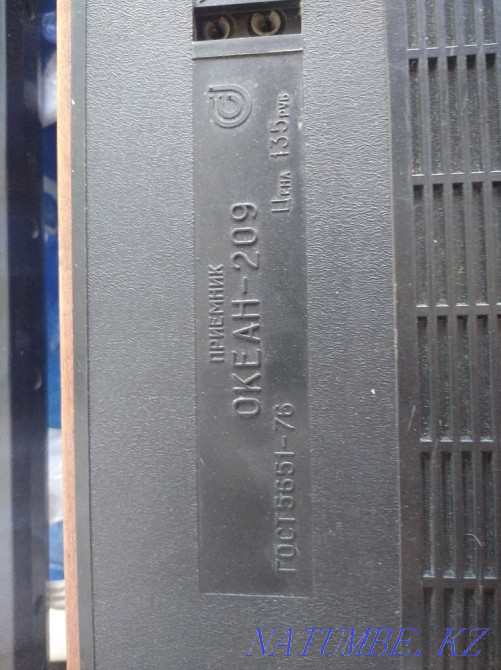 ПРИЕМНИК
ОКЕАН-209
ГОСТ 5651-76 Цена 135 руб
NATUMBE.KZ